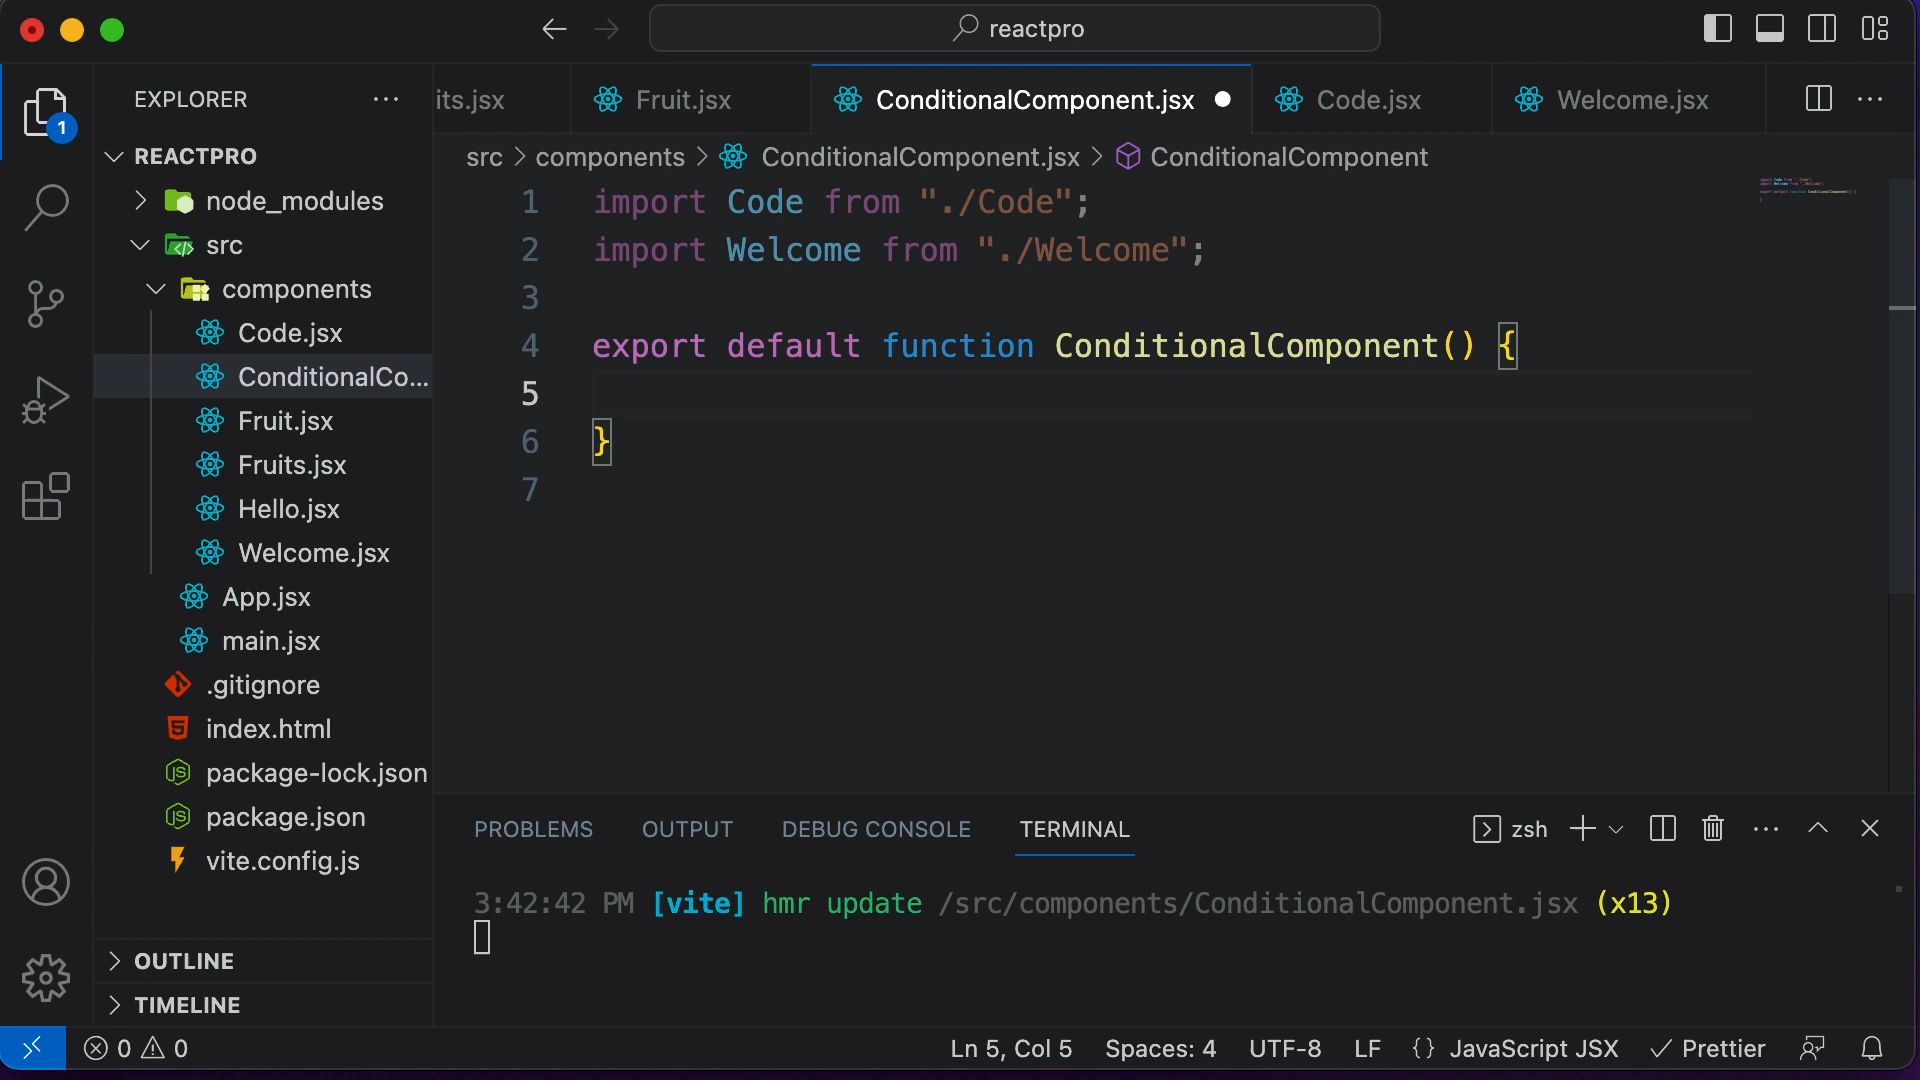 reactpro
EXPLORER
its.jsx
Fruit.jsx
ConditionalComponent.jsx
Code.jsx
Welcome.jsx
1
REACTPRO
node_modules
src
components
Code.jsx
ConditionalCo...
Fruit.jsx
Fruits.jsx
Hello.jsx
Welcome.jsx
App.jsx
main.jsx
.gitignore
index.html
package-lock.json
package.json
vite.config.js
OUTLINE
TIMELINE
src > components > ConditionalComponent.jsx > ConditionalComponent
1 import Code from "./Code";
2 import Welcome from "./Welcome";
3
4 export default function ConditionalComponent() {
5
6 }
7
PROBLEMS OUTPUT DEBUG CONSOLE TERMINAL zsh
3:42:42 PM [vite] hmr update /src/components/ConditionalComponent.jsx (x13)
0 0 Ln 5, Col 5 Spaces: 4 UTF-8 LF {} JavaScript JSX Prettier